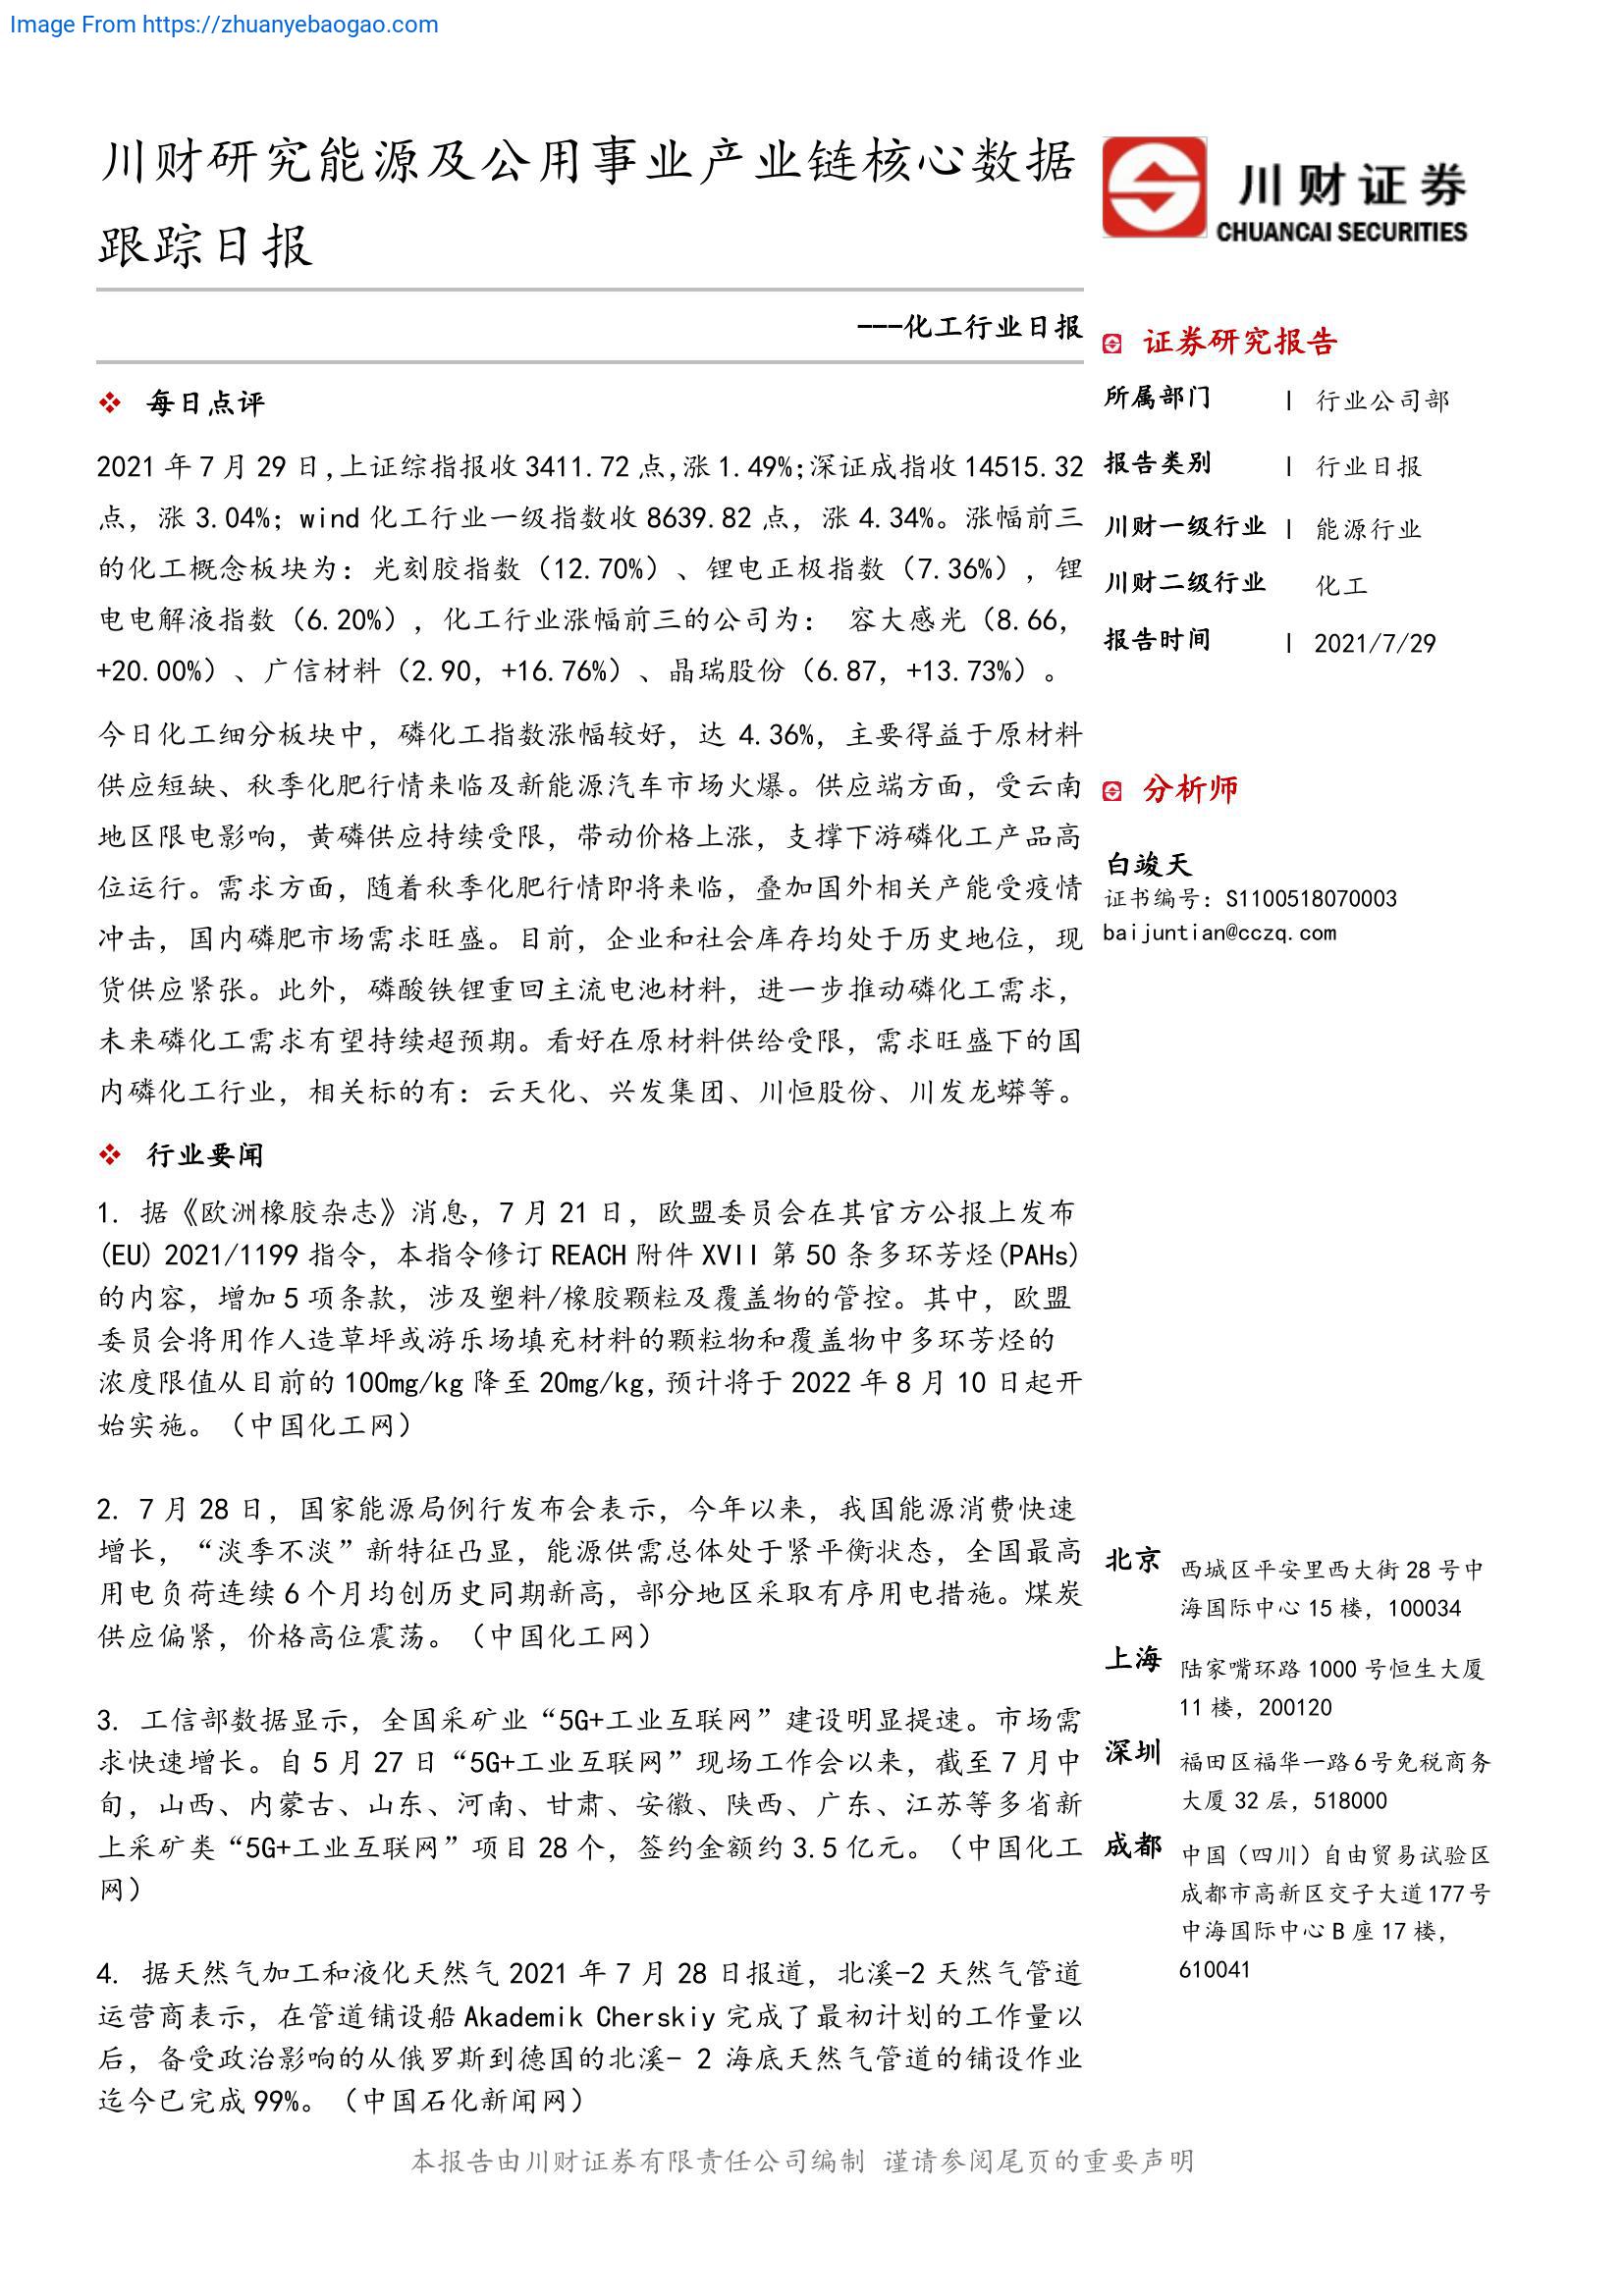 Image From https://zhuanyebaogao.com
川财研究能源及公用事业产业链核心数据
跟踪日报
---化工行业日报
❖ 每日点评
2021 年 7 月 29 日,上证综指报收 3411.72 点,涨 1.49%;深证成指收 14515.32
点，涨 3.04%；wind 化工行业一级指数收 8639.82 点，涨 4.34%。涨幅前三
的化工概念板块为：光刻胶指数（12.70%）、锂电正极指数（7.36%），锂
电电解液指数（6.20%），化工行业涨幅前三的公司为： 容大感光（8.66，
+20.00%）、广信材料（2.90，+16.76%）、晶瑞股份（6.87，+13.73%）。
今日化工细分板块中，磷化工指数涨幅较好，达 4.36%，主要得益于原材料
供应短缺、秋季化肥行情来临及新能源汽车市场火爆。供应端方面，受云南
地区限电影响，黄磷供应持续受限，带动价格上涨，支撑下游磷化工产品高
位运行。需求方面，随着秋季化肥行情即将来临，叠加国外相关产能受疫情
冲击，国内磷肥市场需求旺盛。目前，企业和社会库存均处于历史地位，现
货供应紧张。此外，磷酸铁锂重回主流电池材料，进一步推动磷化工需求，
未来磷化工需求有望持续超预期。看好在原材料供给受限，需求旺盛下的国
内磷化工行业，相关标的有：云天化、兴发集团、川恒股份、川发龙蟒等。
❖ 行业要闻
1. 据《欧洲橡胶杂志》消息，7 月 21 日，欧盟委员会在其官方公报上发布
(EU) 2021/1199 指令，本指令修订 REACH 附件 XVII 第 50 条多环芳烃(PAHs)
的内容，增加 5 项条款，涉及塑料/橡胶颗粒及覆盖物的管控。其中，欧盟
委员会将用作人造草坪或游乐场填充材料的颗粒物和覆盖物中多环芳烃的
浓度限值从目前的 100mg/kg 降至 20mg/kg,预计将于 2022 年 8 月 10 日起开
始实施。（中国化工网）
2. 7 月 28 日，国家能源局例行发布会表示，今年以来，我国能源消费快速
增长，“淡季不淡”新特征凸显，能源供需总体处于紧平衡状态，全国最高
用电负荷连续 6 个月均创历史同期新高，部分地区采取有序用电措施。煤炭
供应偏紧，价格高位震荡。（中国化工网）
3. 工信部数据显示，全国采矿业“5G+工业互联网”建设明显提速。市场需
求快速增长。自 5 月 27 日“5G+工业互联网”现场工作会以来，截至 7 月中
旬，山西、内蒙古、山东、河南、甘肃、安徽、陕西、广东、江苏等多省新
上采矿类“5G+工业互联网”项目 28 个，签约金额约 3.5 亿元。（中国化工
网）
4. 据天然气加工和液化天然气 2021 年 7 月 28 日报道，北溪-2 天然气管道
运营商表示，在管道铺设船 Akademik Cherskiy 完成了最初计划的工作量以
后，备受政治影响的从俄罗斯到德国的北溪- 2 海底天然气管道的铺设作业
迄今已完成 99%。（中国石化新闻网）
川财证券
CHUANCAI SECURITIES
证券研究报告
所属部门 | 行业公司部
报告类别 | 行业日报
川财一级行业 | 能源行业
川财二级行业 化工
报告时间 | 2021/7/29
分析师
白竣天
证书编号：S1100518070003
baijuntian@cczq.com
北京 西城区平安里西大街 28 号中
海国际中心 15 楼，100034
上海 陆家嘴环路 1000 号恒生大厦
11 楼，200120
深圳 福田区福华一路 6 号免税商务
大厦 32 层，518000
成都 中国（四川）自由贸易试验区
成都市高新区交子大道 177 号
中海国际中心 B 座 17 楼，
610041
本报告由川财证券有限责任公司编制 谨请参阅尾页的重要声明